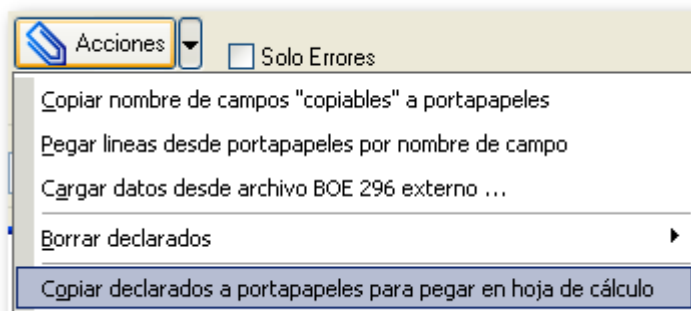 Acciones
Solo Errores
Copiar nombre de campos "copiables" a portapapeles
Pegar lineas desde portapapeles por nombre de campo
Cargar datos desde archivo BOE 296 externo ...
Borrar declarados
Copiar declarados a portapapeles para pegar en hoja de cálculo